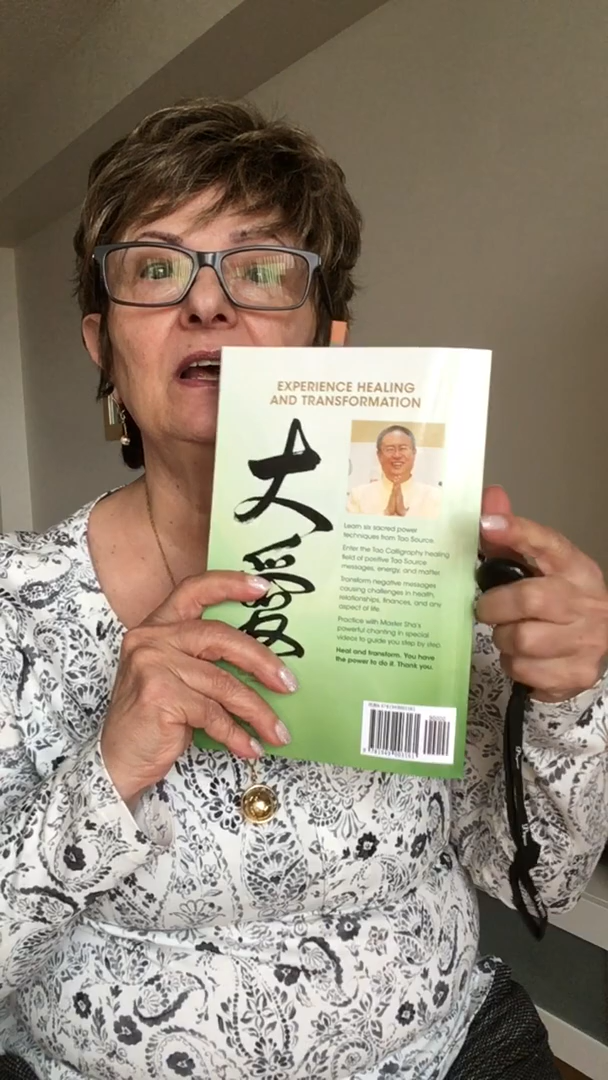 EXPERIENCE HEALING
AND TRANSFORMATION
大
愛
Learn six sacred power
techniques from Tao Source.
Enter the Tao Calligraphy healing
field of positive Tao Source
messages, energy, and matter.
Transform negative messages
causing challenges in health,
relationships, finances, and any
aspect of life.
Practice with Master Sha's
powerful chanting in special
videos to guide you step by step.
Heal and transform. You have
the power to do it. Thank you.